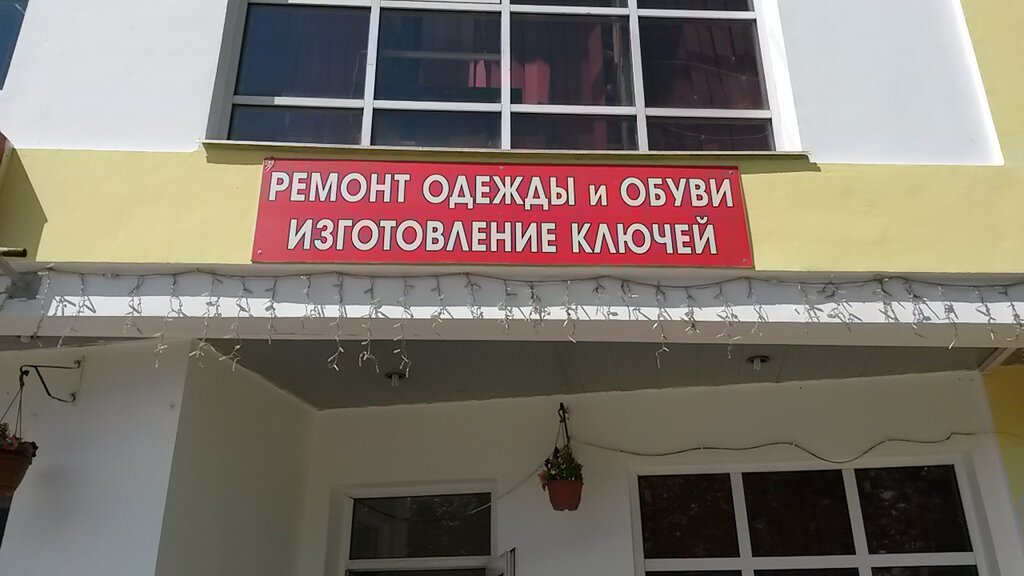 РЕМОНТ ОДЕЖДЫ и ОБУВИ
ИЗГОТОВЛЕНИЕ КЛЮЧЕЙ